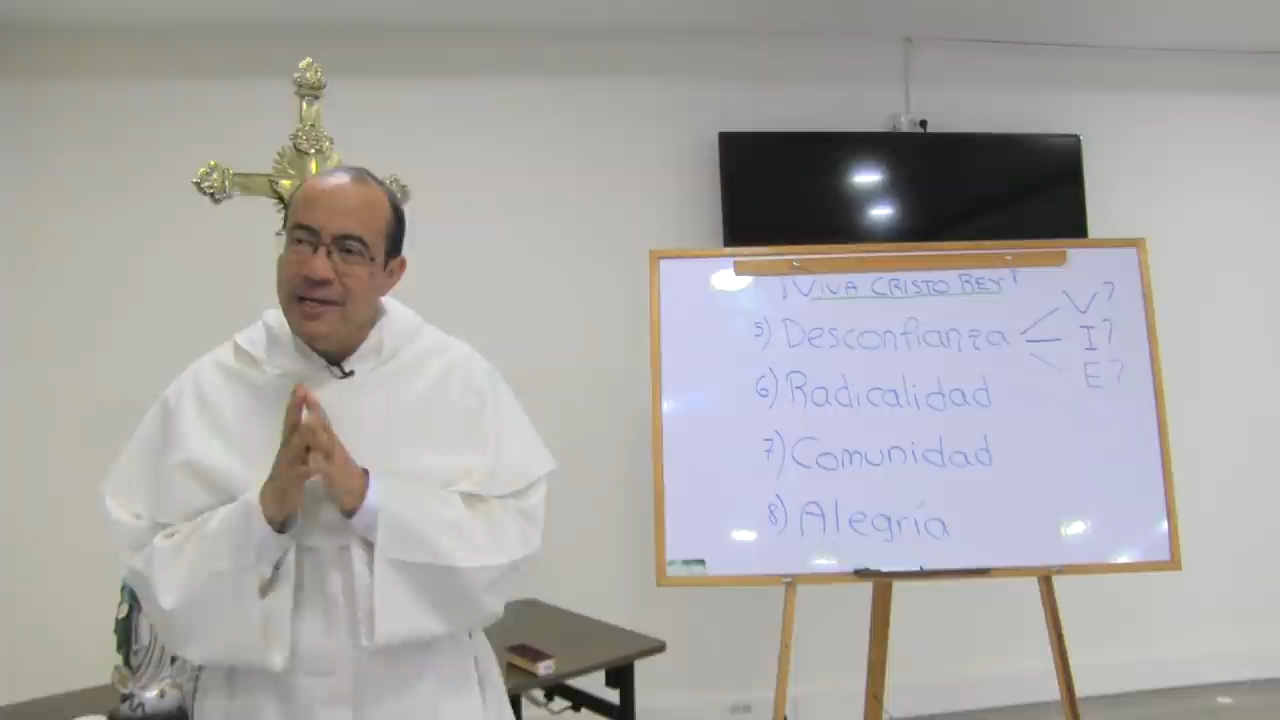 ¡VIVA CRISTO REY!
5) Desconfianza V?
I?
E?
6) Radicalidad
7) Comunidad
8) Alegría